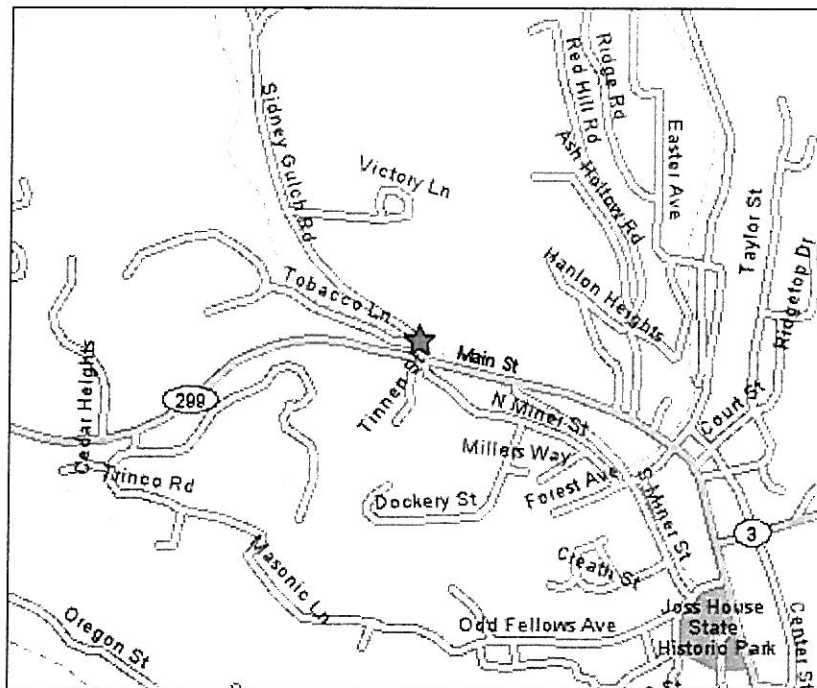 Ridge Rd
Red Hill Rd
Sidney Gulch Rd
Easter Ave
Victory Ln
Ash Hollow Rd
Taylor St
Ridgetop Dr
Hanlon Heights
Tobacco Ln
Main St
Cedar Heights
299
Tinnen St
N Miner St
Court St
Millers Way
Forest Ave
Trinco Rd
Dockery St
S Miner St
3
Creath St
Masonic Ln
Joss House
State
Historic Park
Odd Fellows Ave
Center St
Oregon St
St